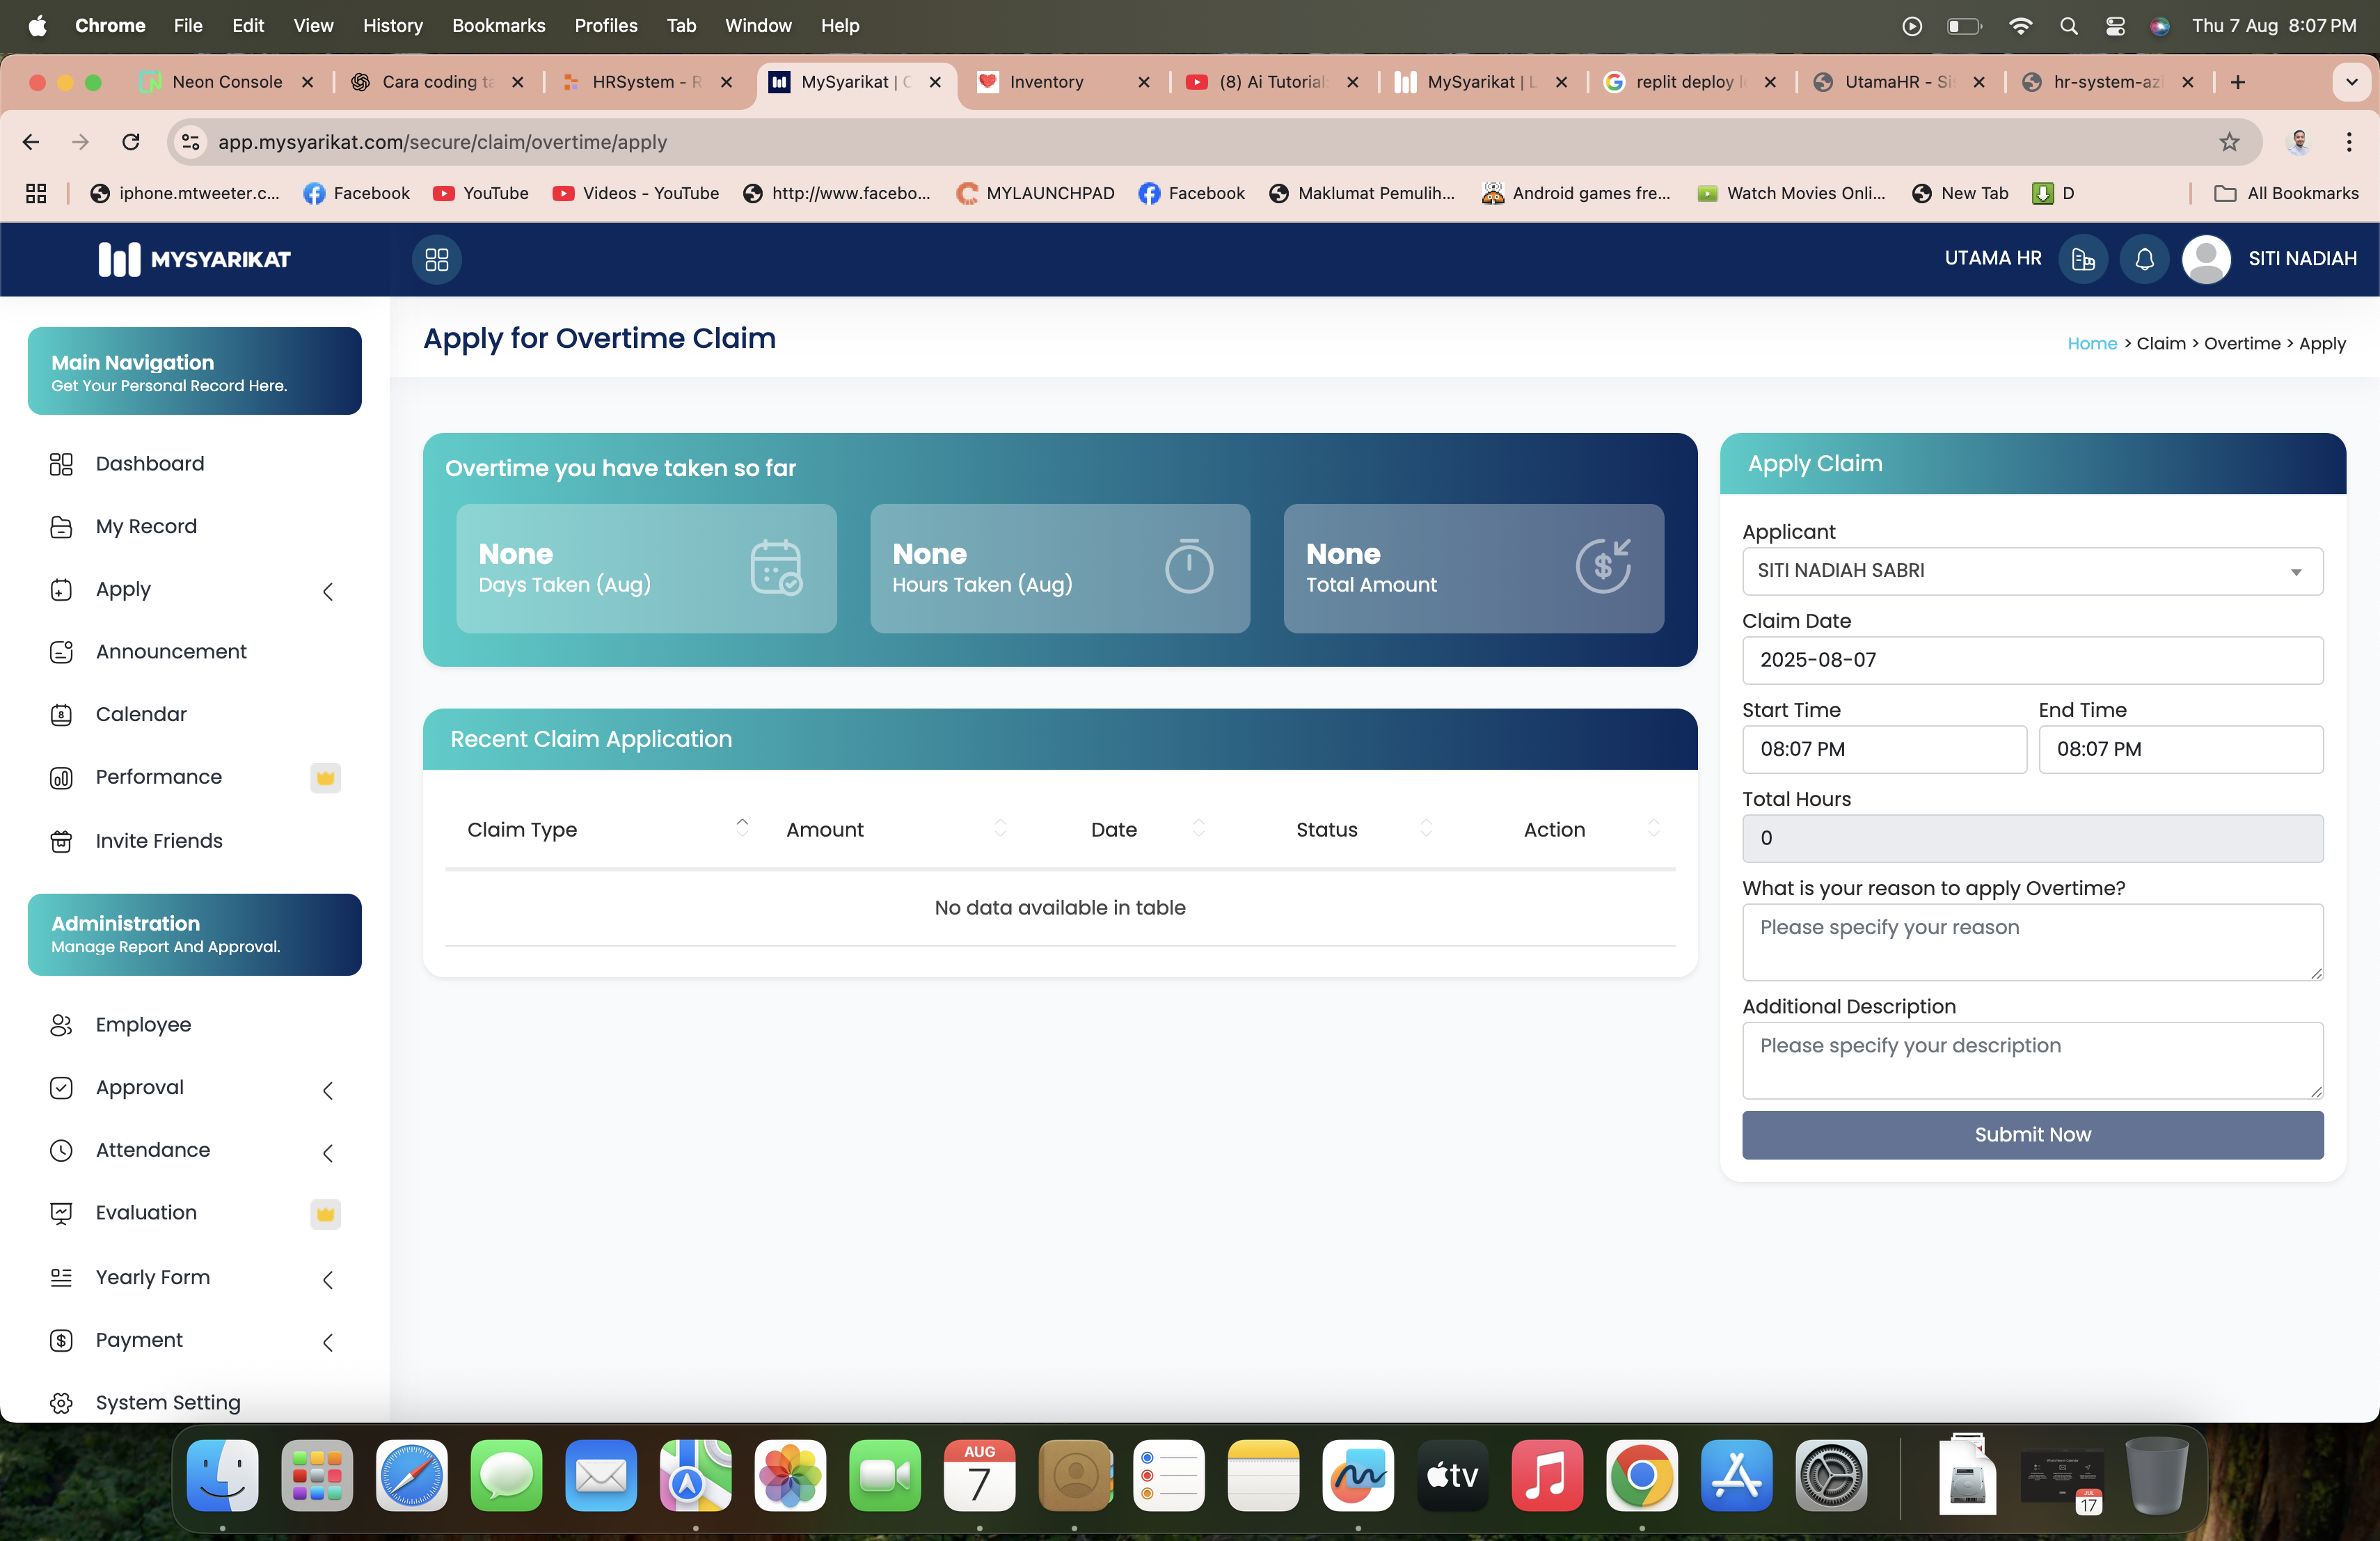 Chrome File Edit View History Bookmarks Profiles Tab Window Help Thu 7 Aug 8:07 PM
Neon Console Cara coding ta HRSystem - R MySyarikat | C Inventory (8) Ai Tutorial MySyarikat | L replit deploy l UtamaHR - Si hr-system-azi
app.mysyarikat.com/secure/claim/overtime/apply
iphone.mtweeter.c... Facebook YouTube Videos - YouTube http://www.facebo... MYLAUNCHPAD Facebook Maklumat Pemulih... Android games fre... Watch Movies Onli... New Tab D All Bookmarks
MYSYARIKAT UTAMA HR SITI NADIAH
Main Navigation
Get Your Personal Record Here.
Dashboard
My Record
Apply
Announcement
Calendar
Performance
Invite Friends
Administration
Manage Report And Approval.
Employee
Approval
Attendance
Evaluation
Yearly Form
Payment
System Setting
Apply for Overtime Claim
Home > Claim > Overtime > Apply
Overtime you have taken so far
None
Days Taken (Aug)
None
Hours Taken (Aug)
None
Total Amount
Recent Claim Application
Claim Type Amount Date Status Action
No data available in table
Apply Claim
Applicant
SITI NADIAH SABRI
Claim Date
2025-08-07
Start Time End Time
08:07 PM 08:07 PM
Total Hours
0
What is your reason to apply Overtime?
Please specify your reason
Additional Description
Please specify your description
Submit Now
AUG
7
tv
JUL
17